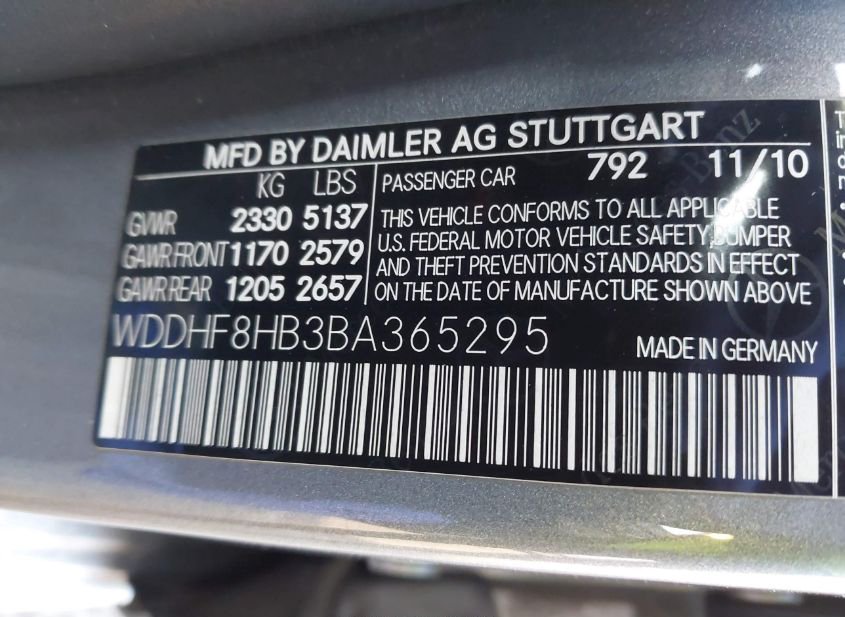 MFD BY DAIMLER AG STUTTGART
KG LBS
GVWR 2330 5137
GAWR FRONT 1170 2579
GAWR REAR 1205 2657
PASSENGER CAR 792 11/10
THIS VEHICLE CONFORMS TO ALL APPLICABLE
U.S. FEDERAL MOTOR VEHICLE SAFETY, BUMPER
AND THEFT PREVENTION STANDARDS IN EFFECT
ON THE DATE OF MANUFACTURE SHOWN ABOVE
WDDHF8HB3BA365295
MADE IN GERMANY